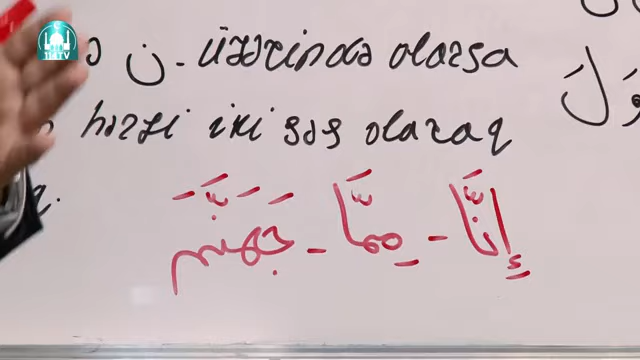 ن - üzərində olarsa
hərfi iki səs olaraq
إِنَّا - مِمَّا - جَهَنَّمَ